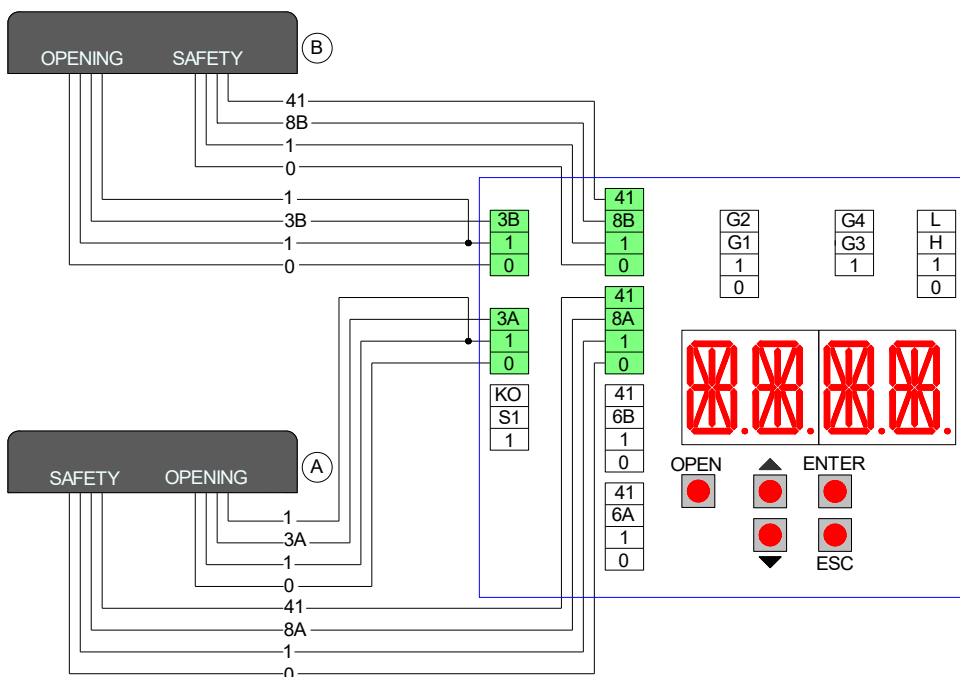 OPENING SAFETY B
41
8B
1
0
1
3B
1
0
1
3A
1
0
41
8A
1
0
SAFETY OPENING A
3B
1
0
3A
1
0
KO
S1
1
41
8B
1
0
41
8A
1
0
41
6B
1
0
41
6A
1
0
G2
G1
1
0
G4
G3
1
L
H
1
0
OPEN ENTER
ESC